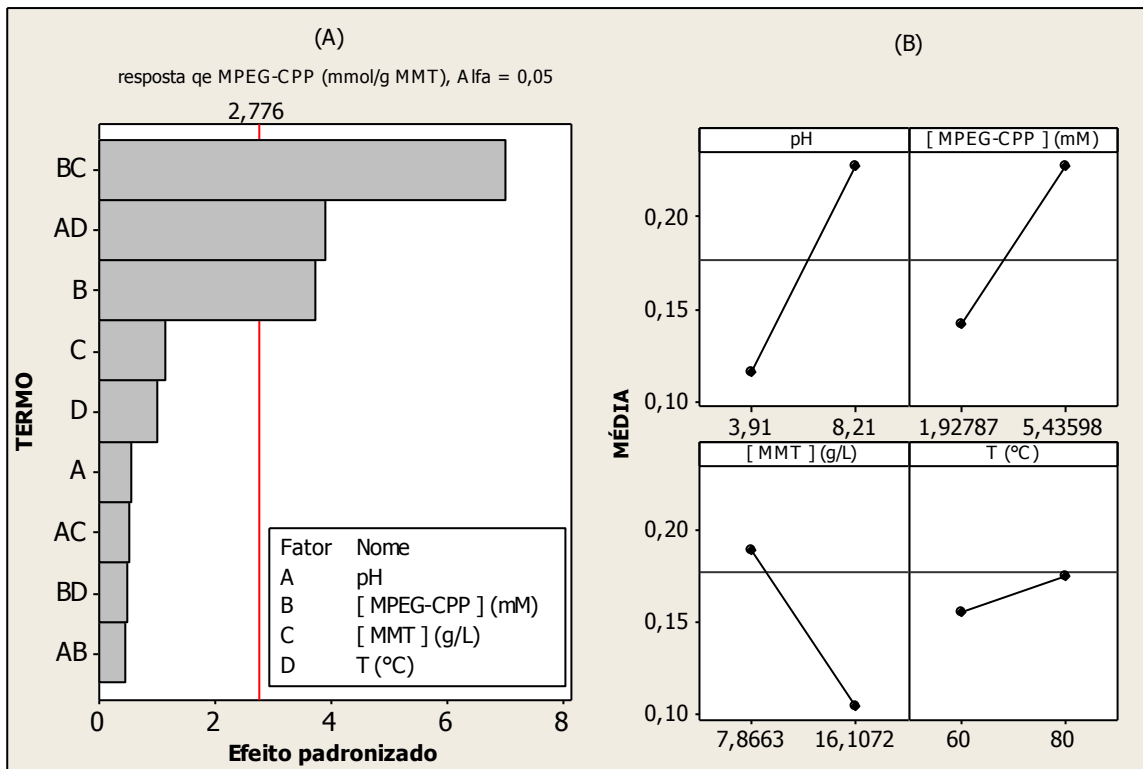 (A)
resposta qe MPEG-CPP (mmol/g MMT), Alfa = 0,05
2,776
TERMO
BC
AD
B
C
D
A
AC
BD
AB
Fator Nome
A pH
B [ MPEG-CPP ] (mM)
C [ MMT ] (g/L)
D T (°C)
0 2 4 6 8
Efeito padronizado
(B)
MÉDIA
pH [ MPEG-CPP ] (mM)
0,20
0,15
0,10
3,91 8,21 1,92787 5,43598
[ MMT ] (g/L) T (°C)
0,20
0,15
0,10
7,8663 16,1072 60 80